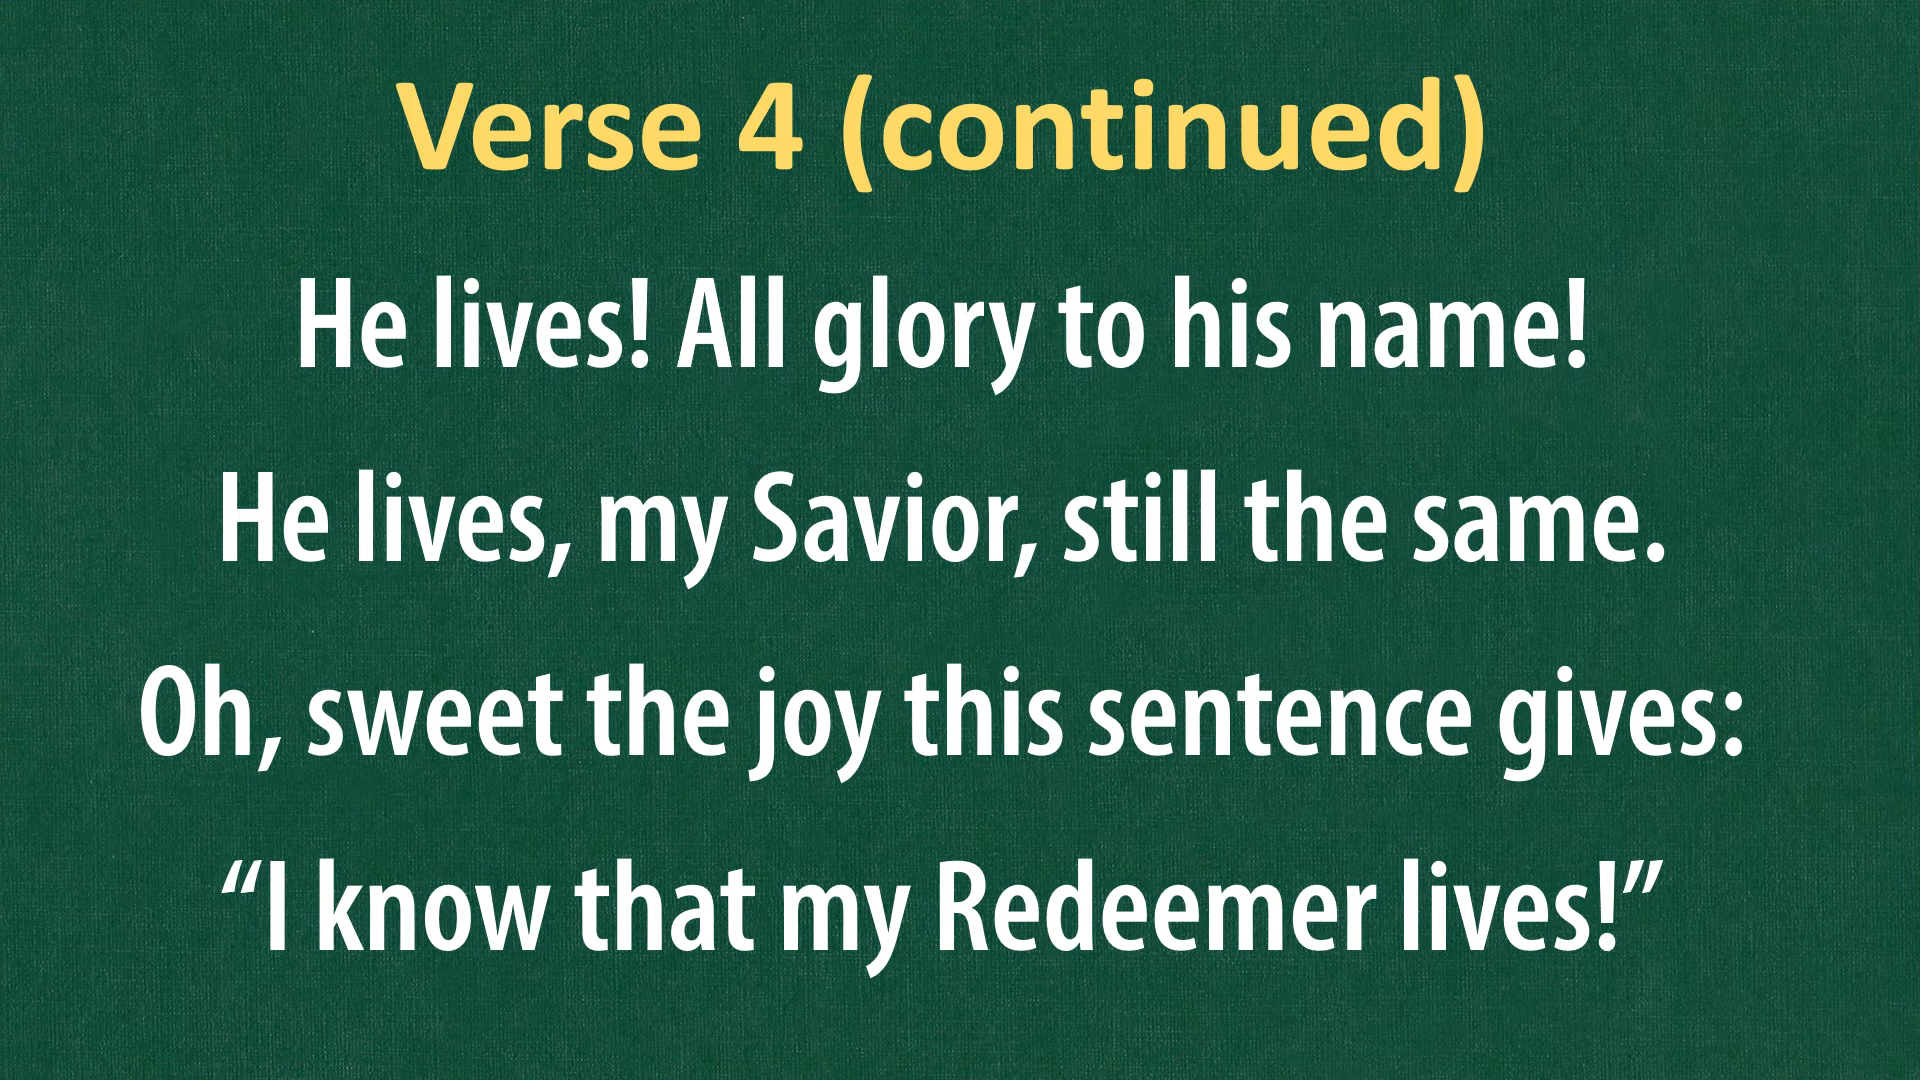 Verse 4 (continued)
He lives! All glory to his name!
He lives, my Savior, still the same.
Oh, sweet the joy this sentence gives:
“I know that my Redeemer lives!”